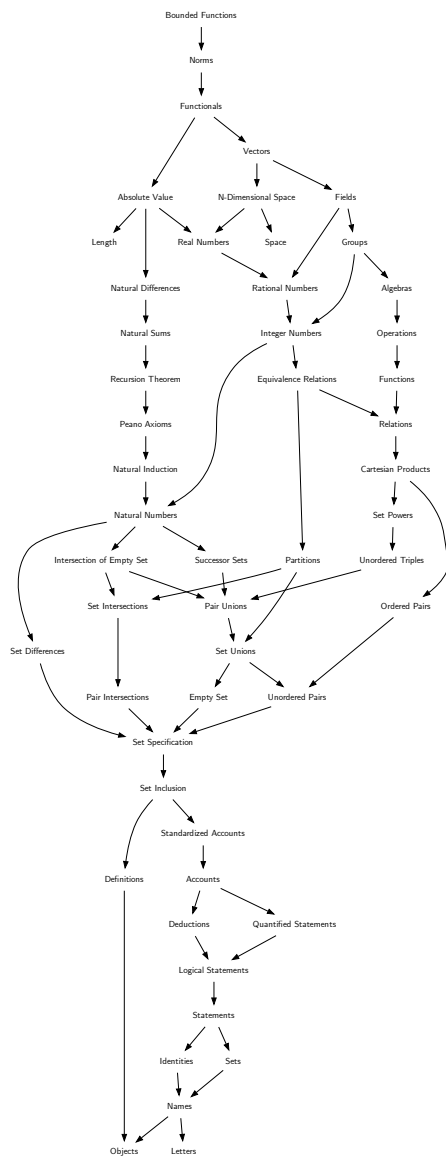 Bounded Functions
Norms
Functionals
Vectors
Absolute Value
N-Dimensional Space
Fields
Length
Real Numbers
Space
Groups
Natural Differences
Rational Numbers
Algebras
Natural Sums
Integer Numbers
Operations
Recursion Theorem
Equivalence Relations
Functions
Peano Axioms
Relations
Natural Induction
Cartesian Products
Natural Numbers
Set Powers
Intersection of Empty Set
Successor Sets
Partitions
Unordered Triples
Set Intersections
Pair Unions
Ordered Pairs
Set Differences
Set Unions
Pair Intersections
Empty Set
Unordered Pairs
Set Specification
Set Inclusion
Standardized Accounts
Definitions
Accounts
Deductions
Quantified Statements
Logical Statements
Statements
Identities
Sets
Names
Objects
Letters